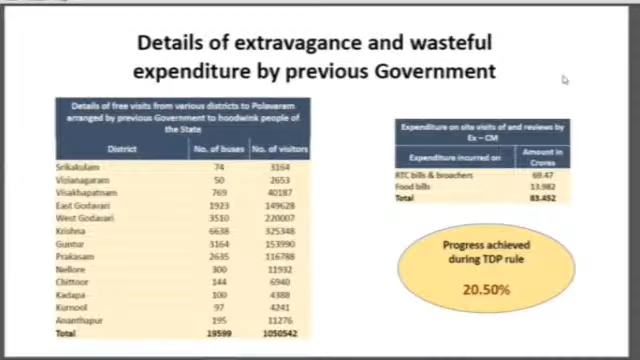 Details of extravagance and wasteful
expenditure by previous Government
Details of free visits from various districts to Polavaram
arranged by previous Government to hoodwink people of
the State
District No. of buses No. of visitors
Srikakulam 74 3164
Vizianagaram 50 2653
Visakhapatnam 769 40187
East Godavari 1923 149628
West Godavari 3510 220007
Krishna 6638 325348
Guntur 3164 153990
Prakasam 2635 116788
Nellore 300 11932
Chittoor 144 6940
Kadapa 100 4388
Kurnool 97 4241
Ananthapur 195 11276
Total 19599 1050542
Expenditure on site visits of and reviews by
Ex – CM
Expenditure incurred on Amount in
Crores
RTC bills & broachers 69.47
Food bills 13.982
Total 83.452
Progress achieved
during TDP rule
20.50%